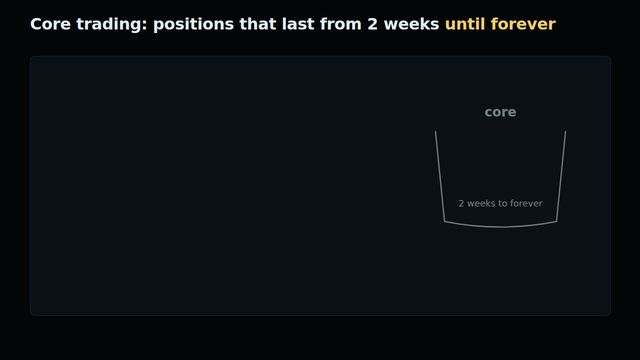 Core trading: positions that last from 2 weeks until forever
core
2 weeks to forever